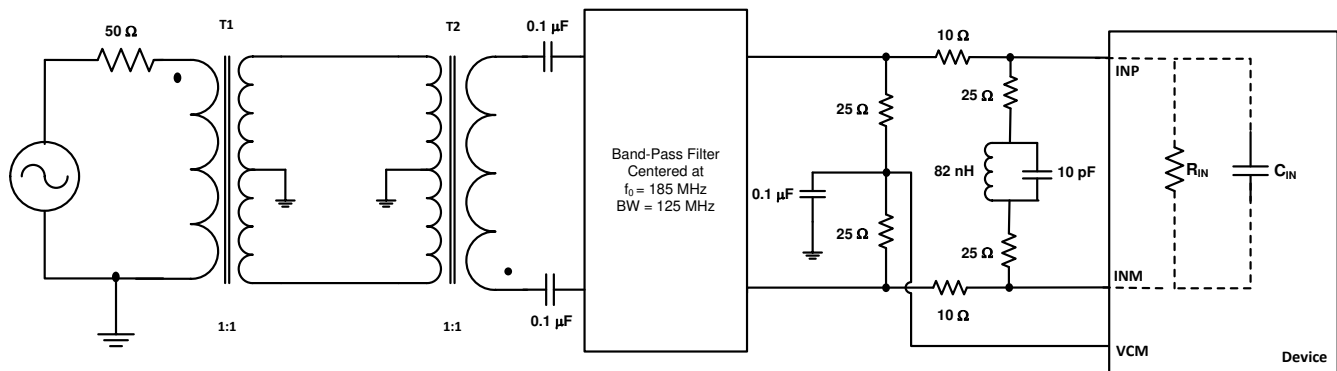 T1
T2
50 Ω
0.1 µF
10 Ω
INP
25 Ω
25 Ω
Band-Pass Filter
Centered at
f0 = 185 MHz
BW = 125 MHz
82 nH
10 pF
RIN
CIN
0.1 µF
25 Ω
25 Ω
INM
1:1
1:1
0.1 µF
10 Ω
VCM
Device